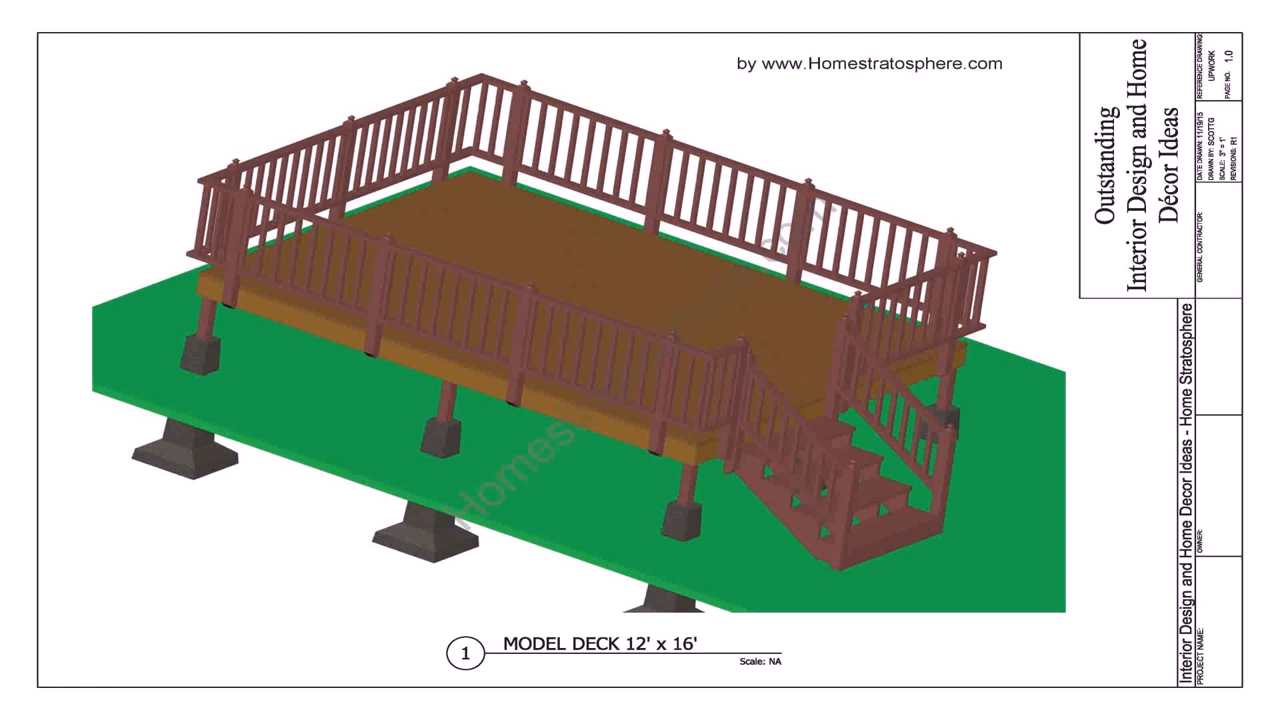 by www.Homestratosphere.com
Outstanding
Interior Design and Home
Décor Ideas
REFERENCE DRAWING:
UPWORK
PAGE NO. 1.0
DATE DRAWN: 11/19/15
DRAWN BY: SCOTTG
SCALE: 3" = 1'
REVISIONS: R1
GENERAL CONTRACTOR:
OWNER:
PROJECT NAME:
Interior Design and Home Decor Ideas - Home Stratosphere
1
MODEL DECK 12' x 16'
Scale: NA